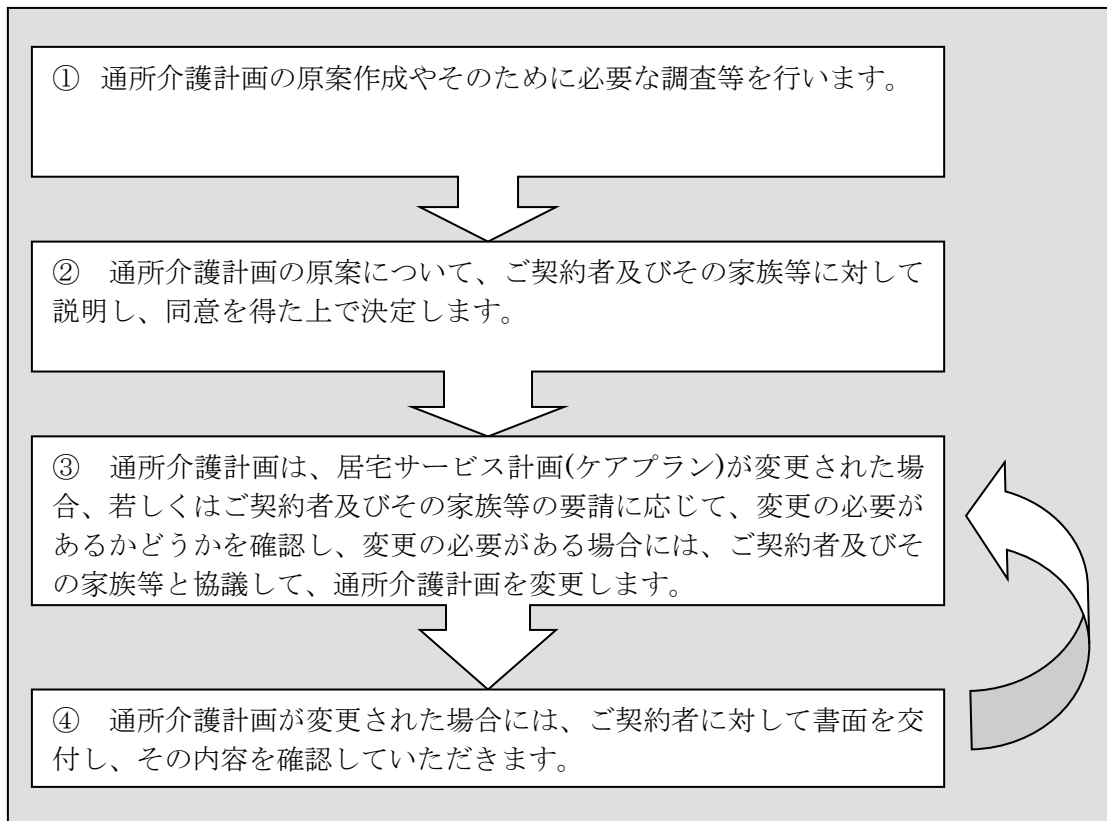 ① 通所介護計画の原案作成やそのために必要な調査等を行います。
② 通所介護計画の原案について、ご契約者及びその家族等に対して
説明し、同意を得た上で決定します。
③ 通所介護計画は、居宅サービス計画(ケアプラン)が変更された場
合、若しくはご契約者及びその家族等の要請に応じて、変更の必要が
あるかどうかを確認し、変更の必要がある場合には、ご契約者及びそ
の家族等と協議して、通所介護計画を変更します。
④ 通所介護計画が変更された場合には、ご契約者に対して書面を交
付し、その内容を確認していただきます。